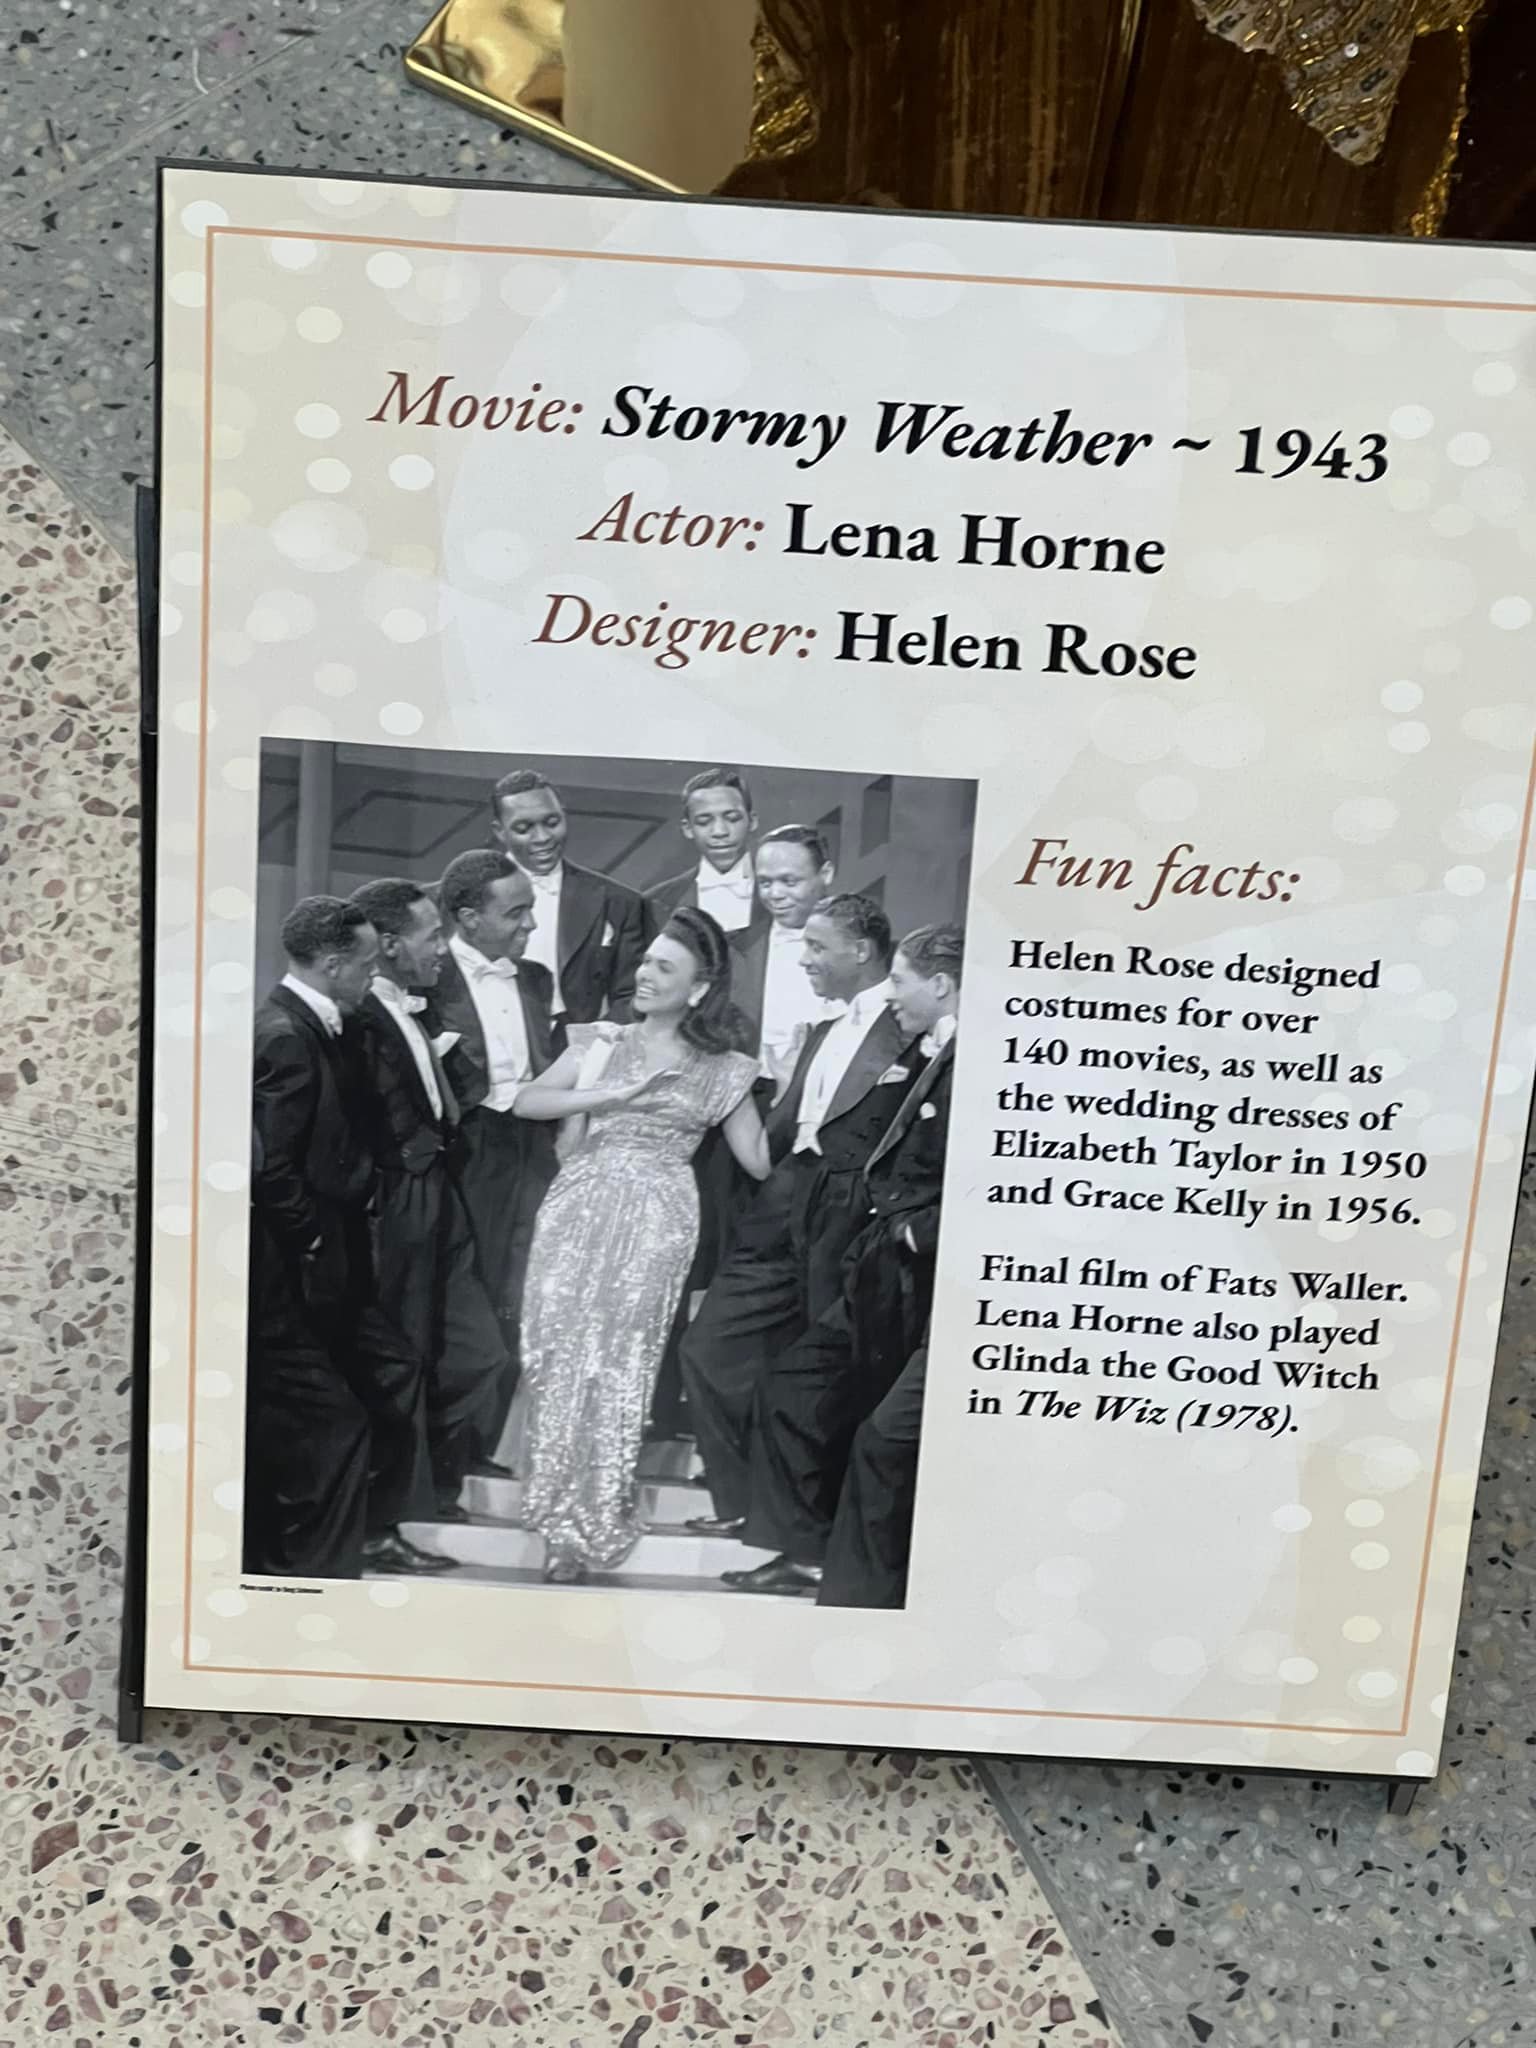 Movie: Stormy Weather ~ 1943
Actor: Lena Horne
Designer: Helen Rose
Fun facts:
Helen Rose designed
costumes for over
140 movies, as well as
the wedding dresses of
Elizabeth Taylor in 1950
and Grace Kelly in 1956.
Final film of Fats Waller.
Lena Horne also played
Glinda the Good Witch
in The Wiz (1978).